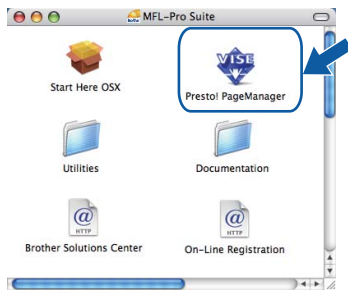 MFL-Pro Suite
Start Here OSX
VISE
Presto! PageManager
Utilities
Documentation
@
HTTP
Brother Solutions Center
@
HTTP
On-Line Registration